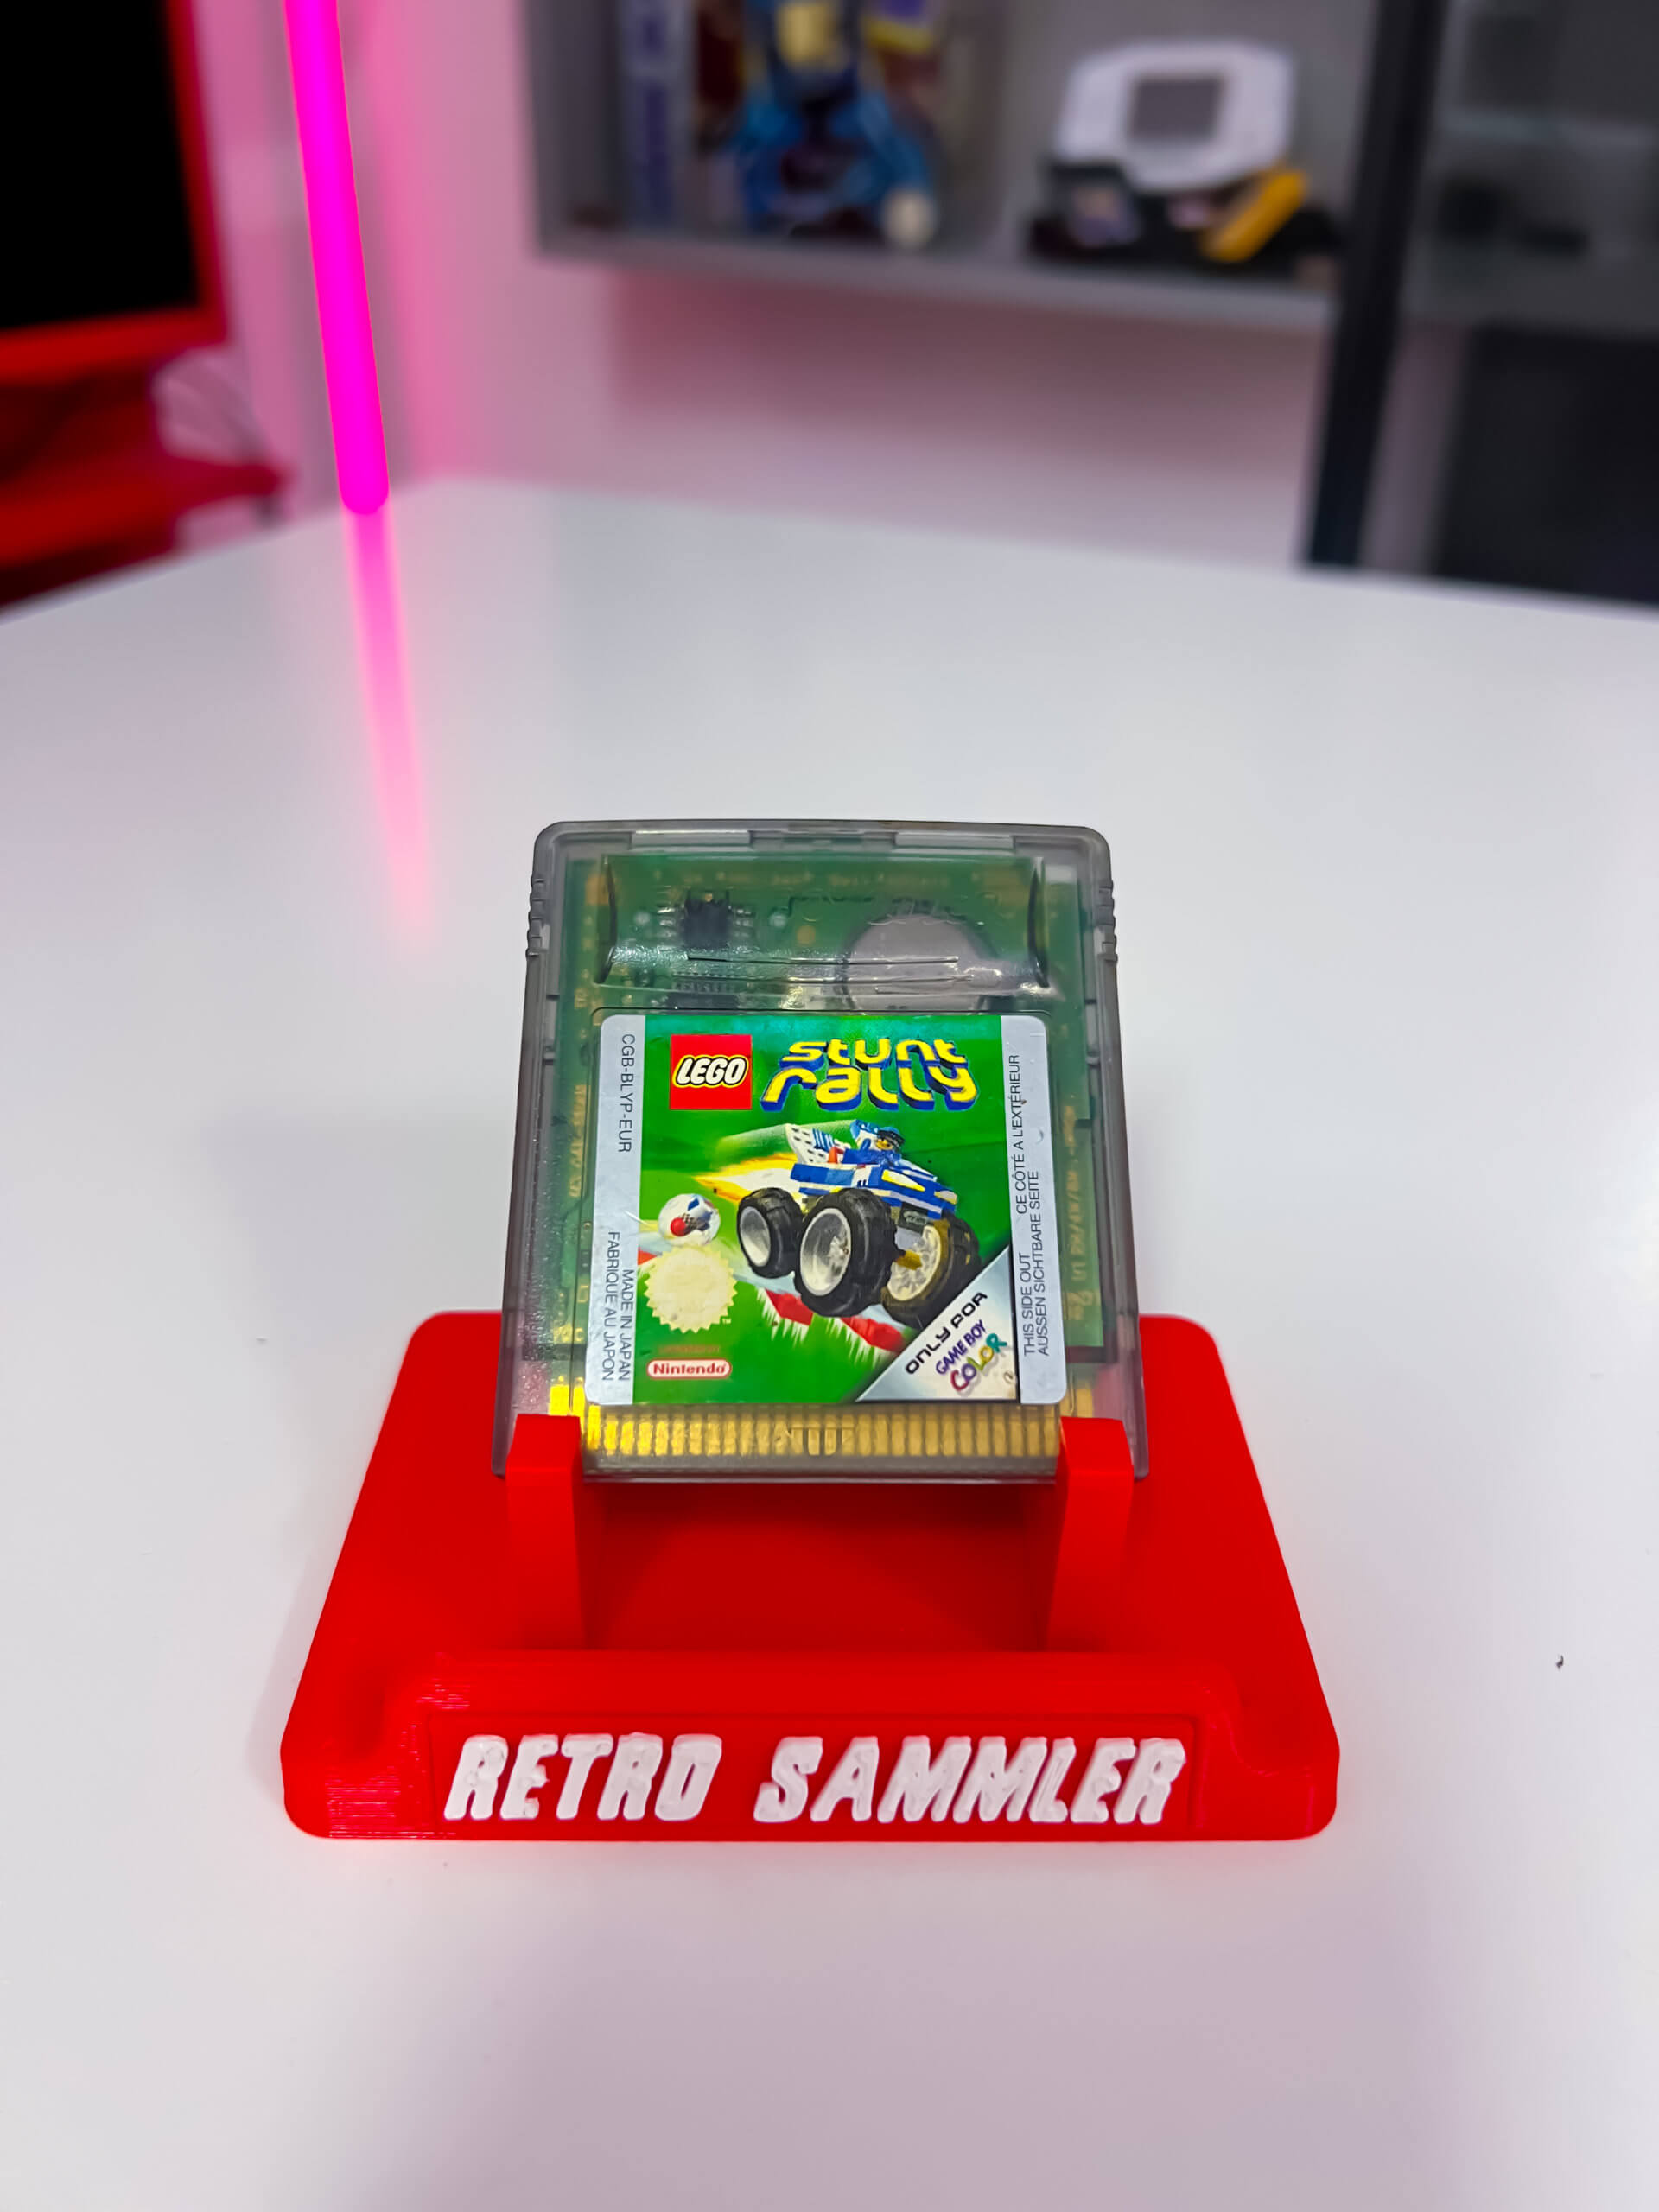 LEGO
stunt
rally
CGB-BLYP-EUR
MADE IN JAPAN
FABRIQUE AU JAPON
CE CÔTÉ A L'EXTÉRIEUR
THIS SIDE OUT
AUSSEN SICHTBARE SEITE
Nintendo
ONLY FOR
GAME BOY
COLOR
RETRO SAMMLER